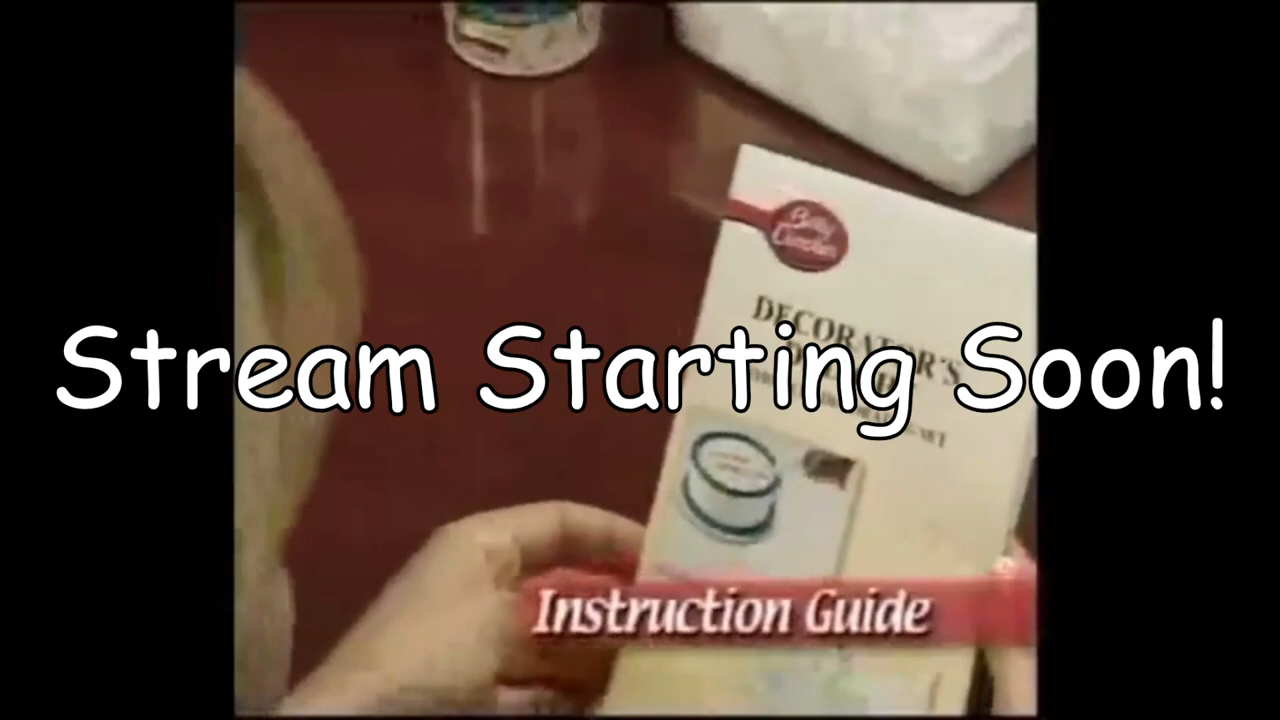 Betty
Crocker
DECORATOR'S
Stream Starting Soon!
Instruction Guide